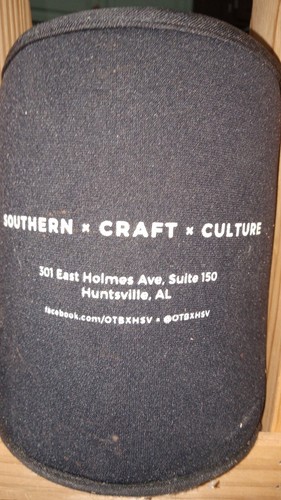 SOUTHERN × CRAFT × CULTURE
301 East Holmes Ave, Suite 150
Huntsville, AL
facebook.com/OTBXHSV × @OTBXHSV